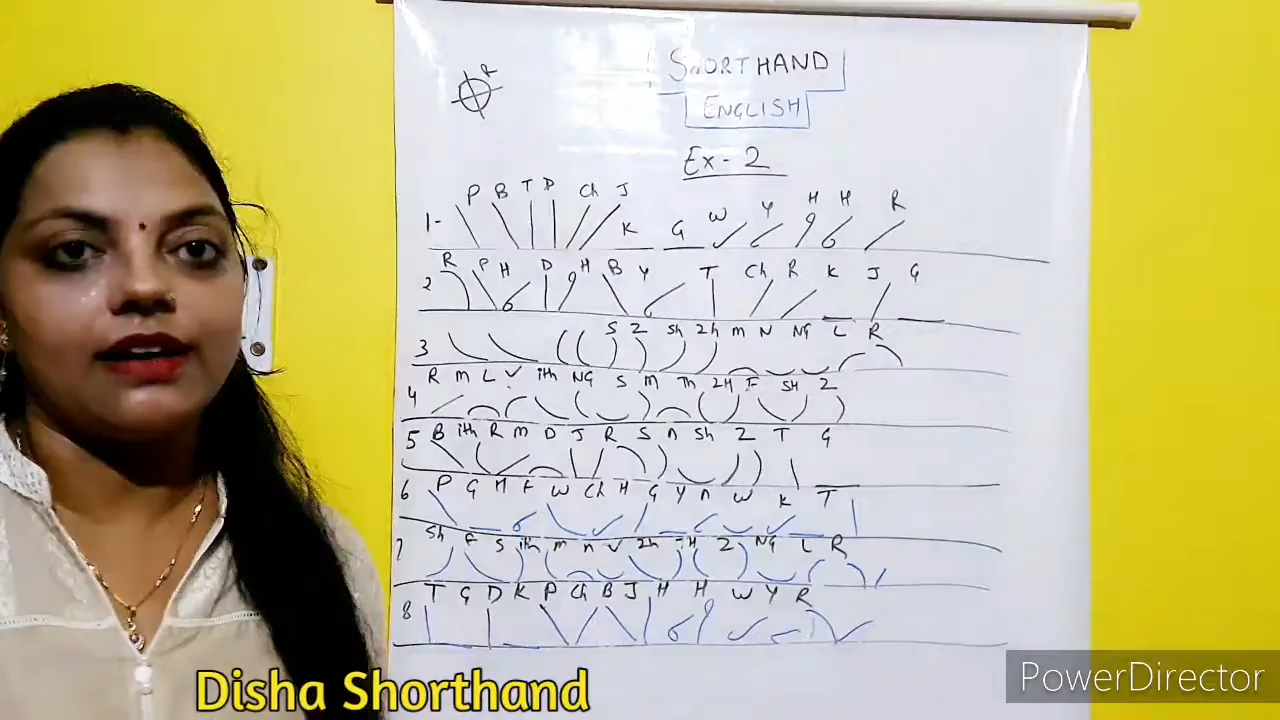 R
SHORTHAND
ENGLISH
Ex-2
1- P B T D Ch J K G W Y H H R
2 R P H D H B Y T Ch R K J G
3 S Z Sh Zh m N NG L R
4 R m L V ith NG S M Th ZH F SH Z
5 B ith R m D J R S n Sh Z T G
6 P G H F W Ch H G Y n W K T
7 Sh F S ith m n V Zh TH Z NG L R
8 T G D K P Ch B J H H W Y R
Disha Shorthand
PowerDirector